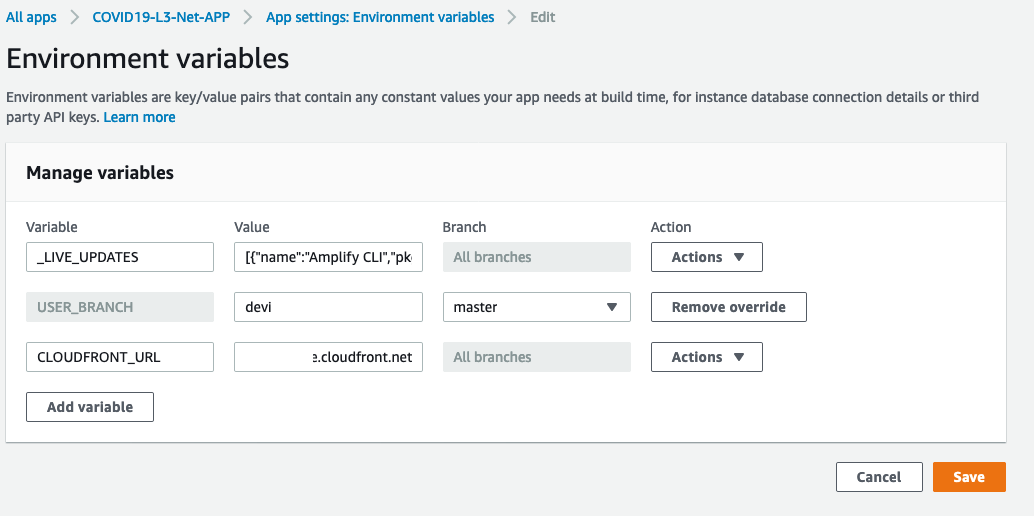 All apps > COVID19-L3-Net-APP > App settings: Environment variables > Edit
Environment variables
Environment variables are key/value pairs that contain any constant values your app needs at build time, for instance database connection details or third
party API keys. Learn more
Manage variables
Variable Value Branch Action
_LIVE_UPDATES [{"name":"Amplify CLI","pk All branches Actions
USER_BRANCH devi master Remove override
CLOUDFRONT_URL e.cloudfront.net All branches Actions
Add variable
Cancel Save